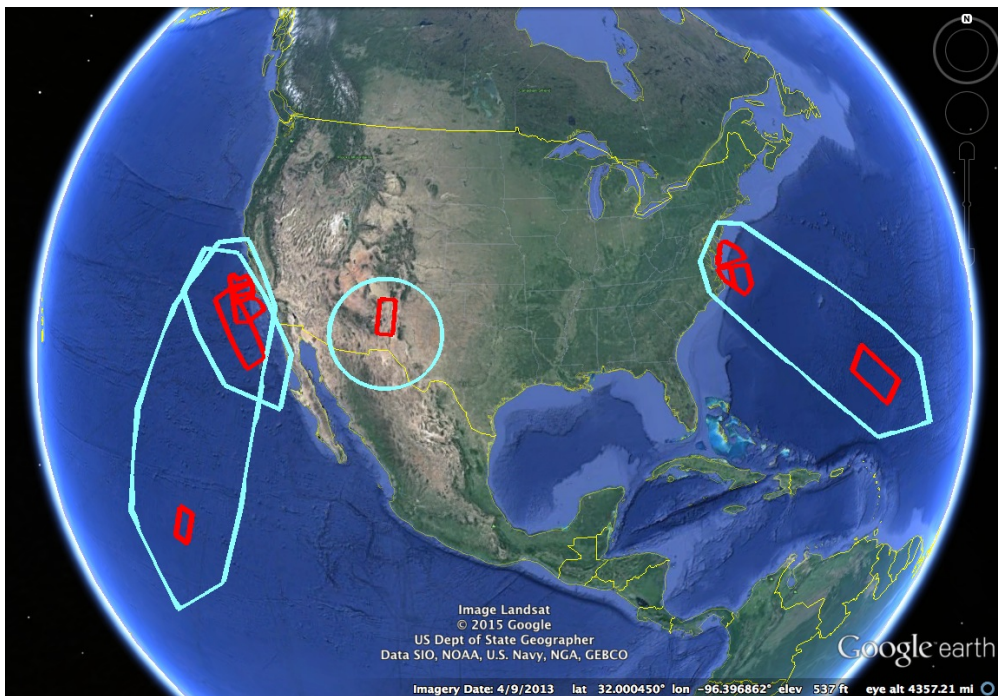 N
Image Landsat
© 2015 Google
US Dept of State Geographer
Data SIO, NOAA, U.S. Navy, NGA, GEBCO
Google earth
Imagery Date: 4/9/2013 lat 32.000450° lon -96.396862° elev 537 ft eye alt 4357.21 mi